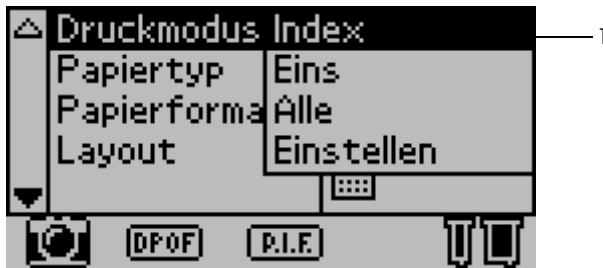 Druckmodus Index
Papiertyp Eins
Papierforma Alle
Layout Einstellen
DPOF P.I.F.
1